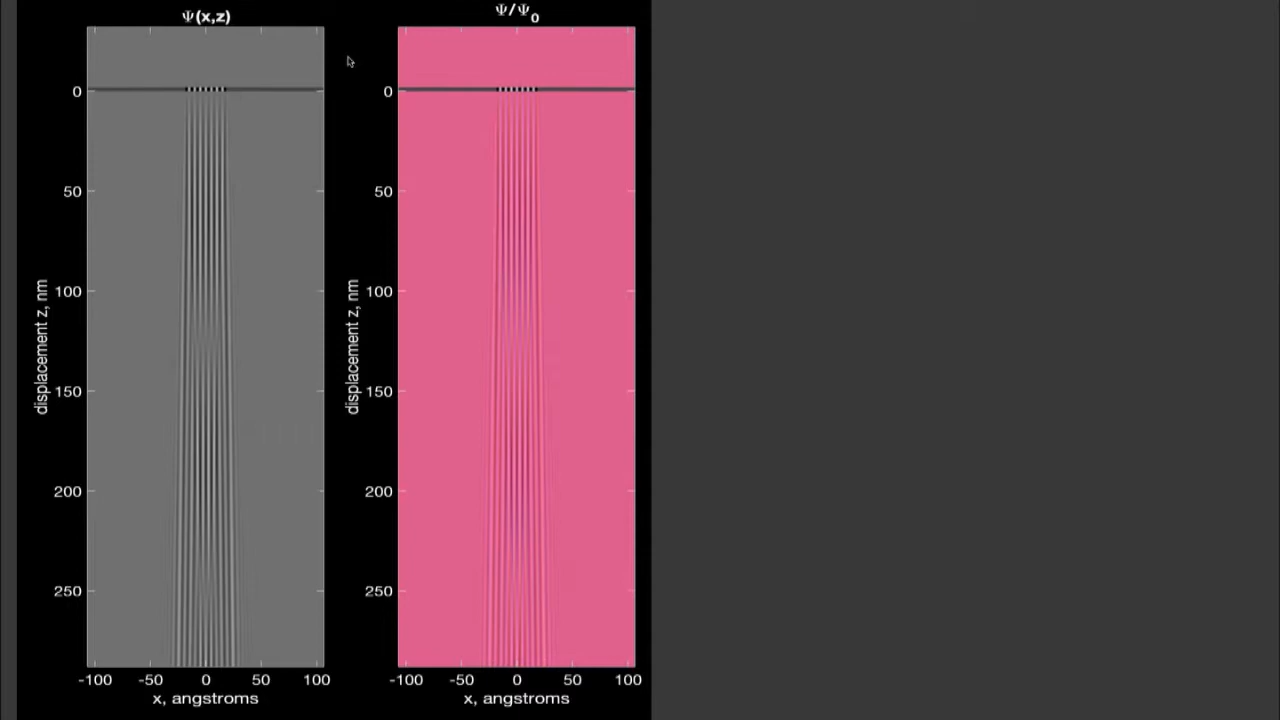 Ψ(x,z)
0
50
100
150
200
250
displacement z, nm
-100 -50 0 50 100
x, angstroms
Ψ/Ψ0
0
50
100
150
200
250
displacement z, nm
-100 -50 0 50 100
x, angstroms